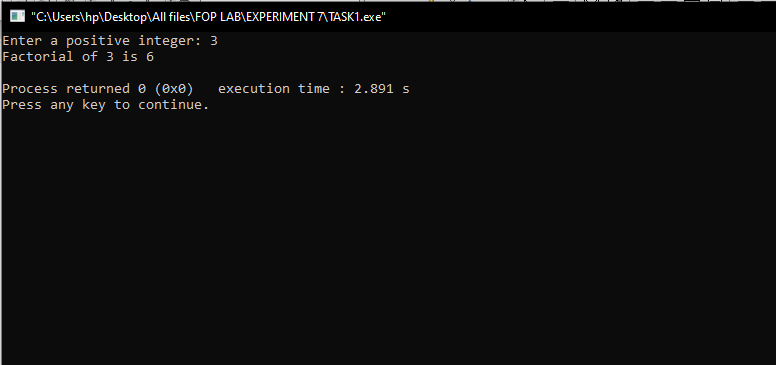 "C:\Users\hp\Desktop\All files\FOP LAB\EXPERIMENT 7\TASK1.exe"
Enter a positive integer: 3
Factorial of 3 is 6
Process returned 0 (0x0)   execution time : 2.891 s
Press any key to continue.